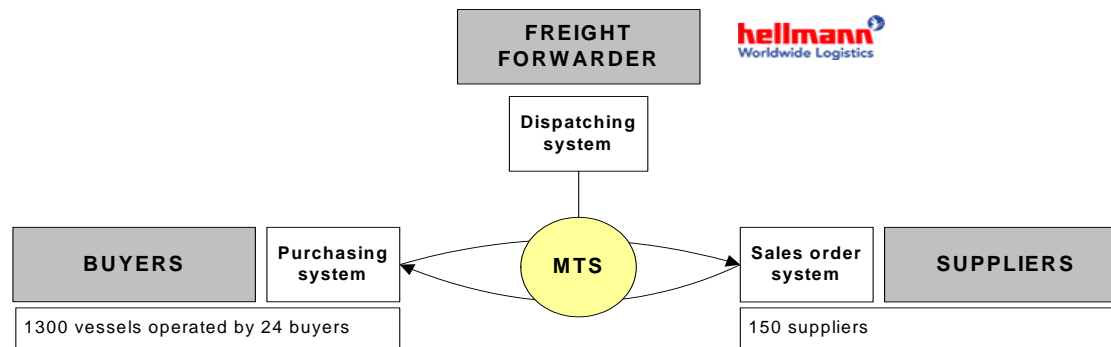 FREIGHT
FORWARDER
hellmann
Worldwide Logistics
Dispatching
system
BUYERS
Purchasing
system
MTS
Sales order
system
SUPPLIERS
1300 vessels operated by 24 buyers
150 suppliers